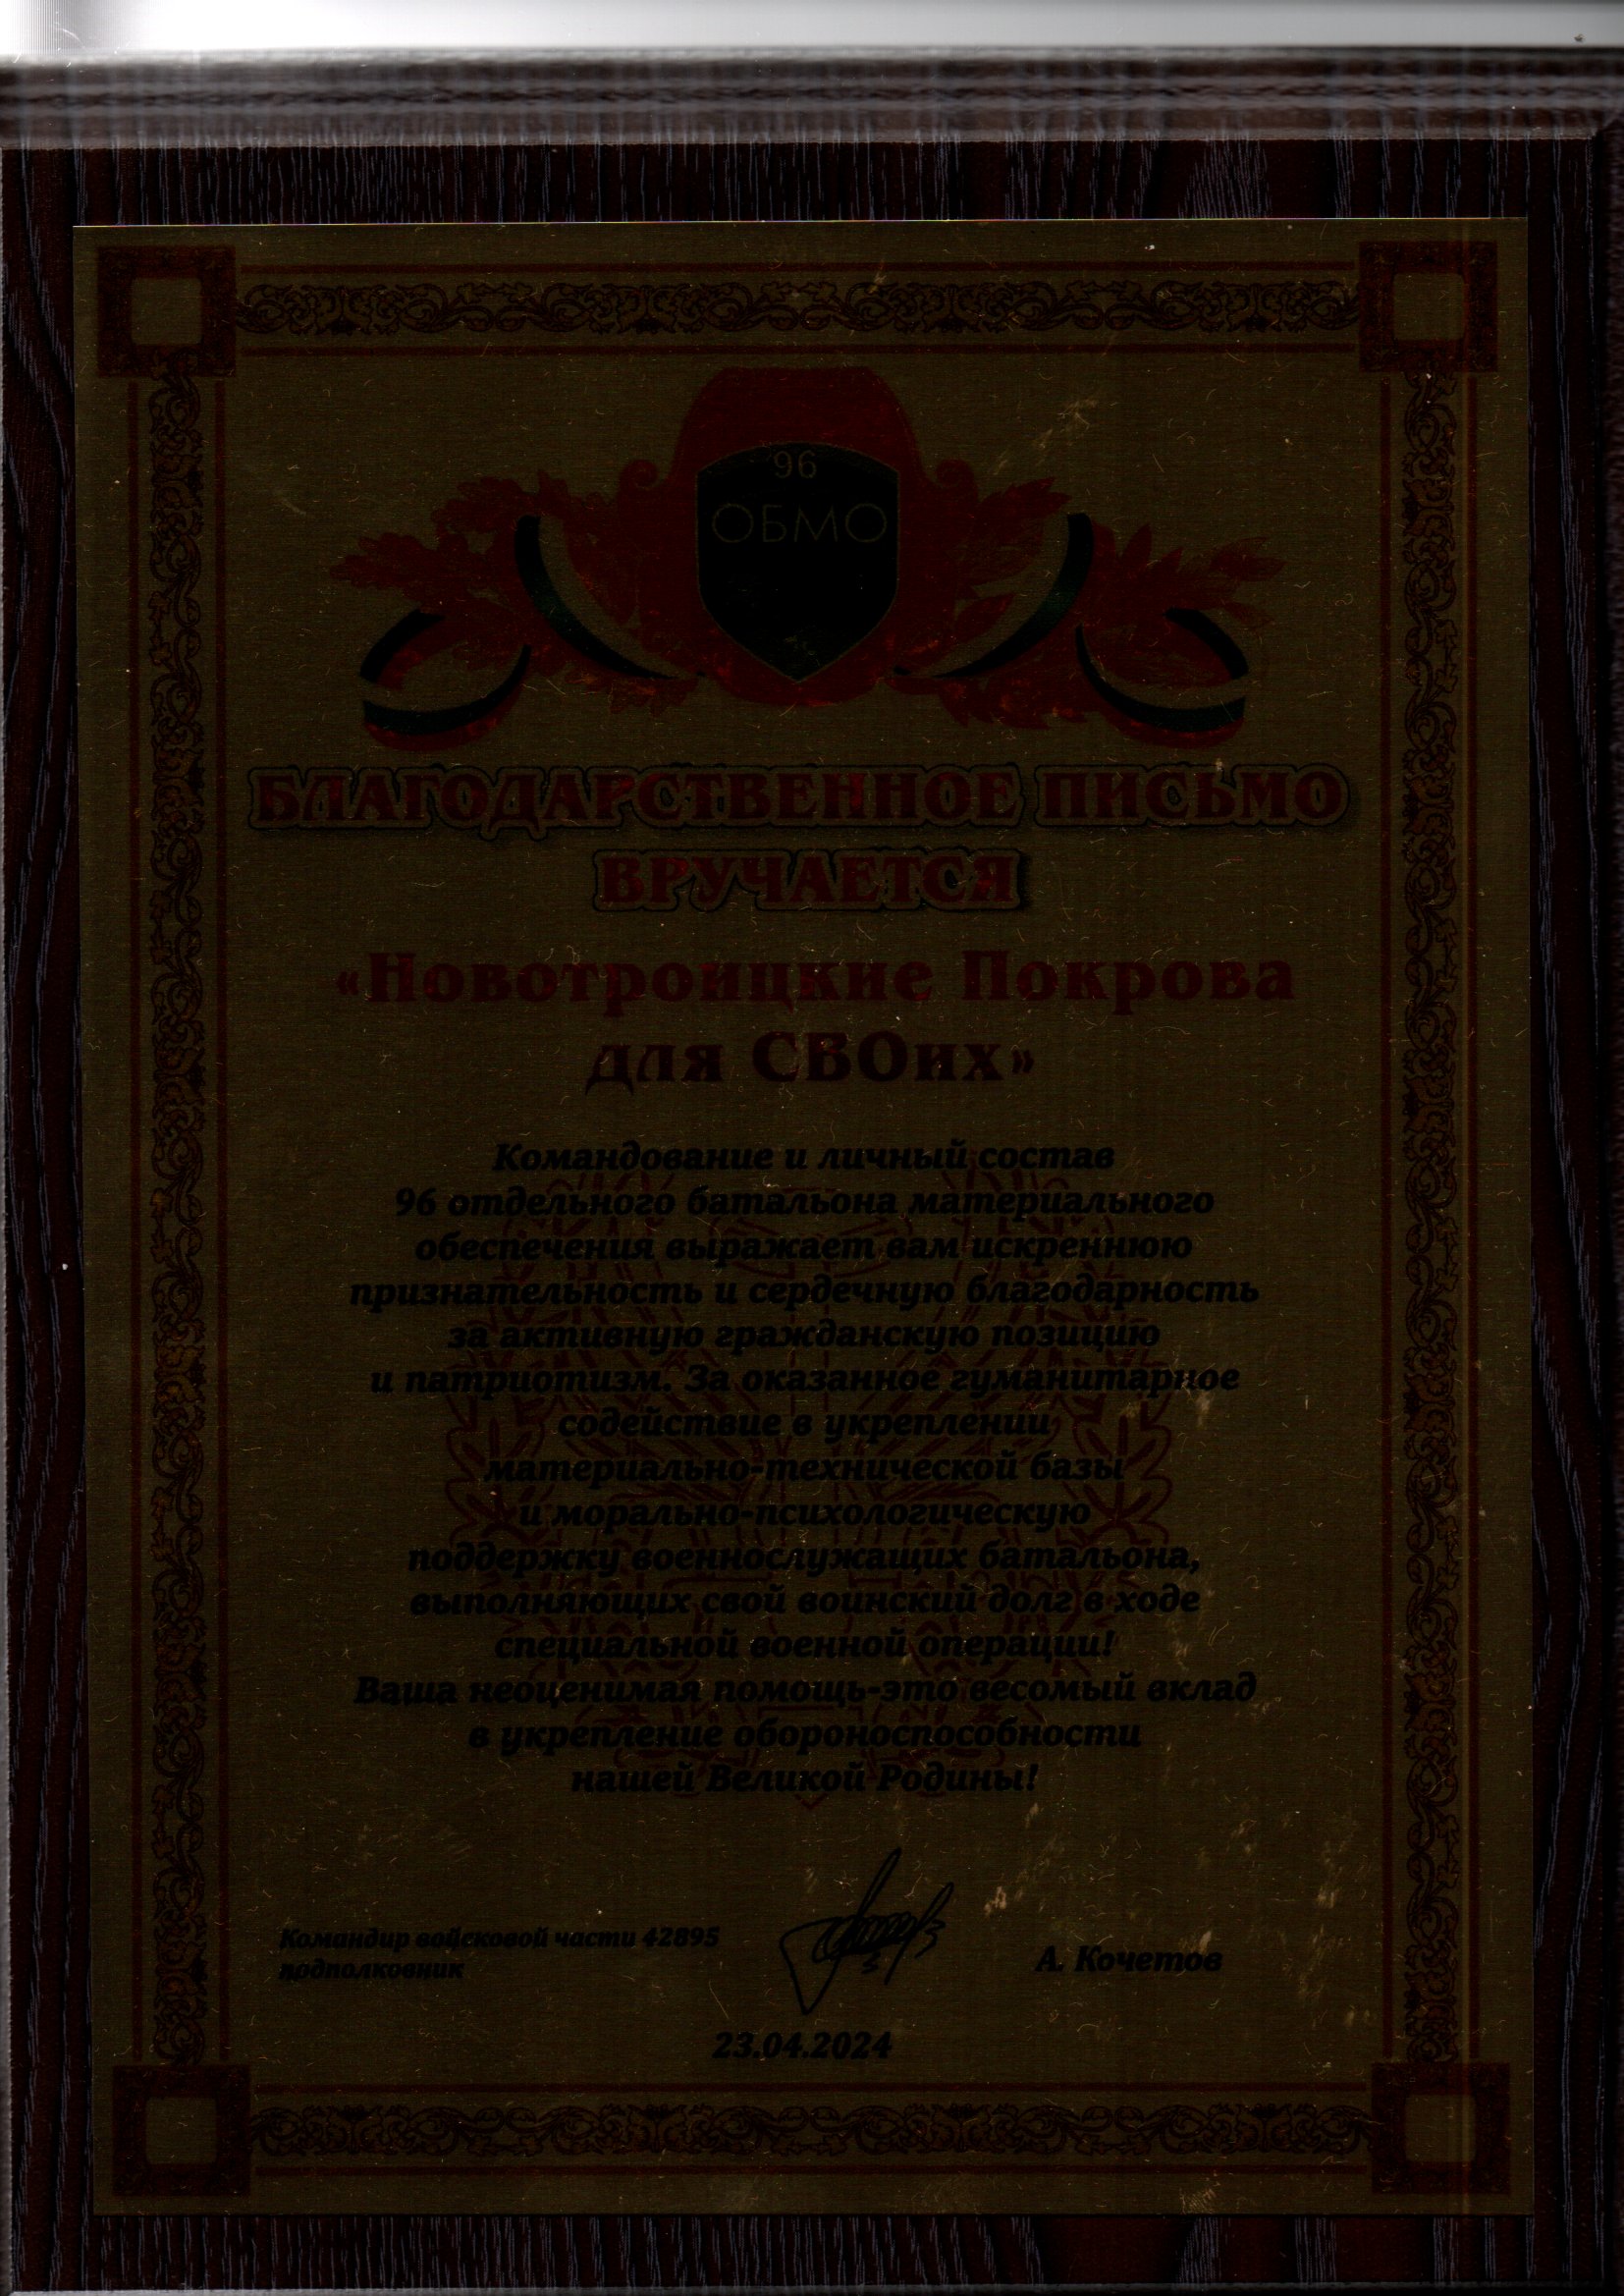 96
ОБМО
БЛАГОДАРСТВЕННОЕ ПИСЬМО
ВРУЧАЕТСЯ
«Новотроицкие Покрова
для СВОих»
Командование и личный состав
96 отдельного батальона материального
обеспечения выражает вам искреннюю
признательность и сердечную благодарность
за активную гражданскую позицию
и патриотизм. За оказанное гуманитарное
содействие в укреплении
материально-технической базы
и морально-психологическую
поддержку военнослужащих батальона,
выполняющих свой воинский долг в ходе
специальной военной операции!
Ваша неоценимая помощь-это весомый вклад
в укрепление обороноспособности
нашей Великой Родины!
Командир войсковой части 42895
подполковник
А. Кочетов
23.04.2024